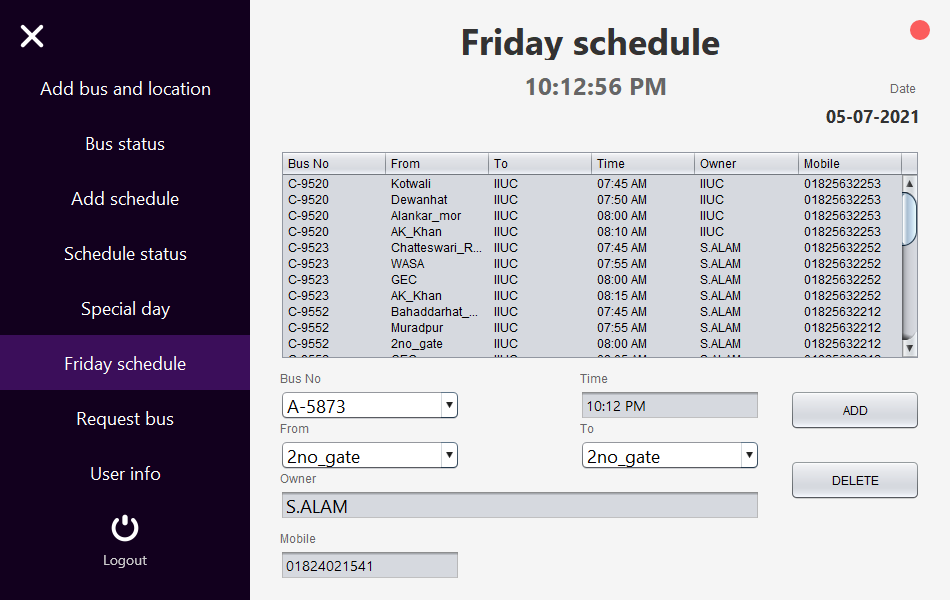 Add bus and location
Bus status
Add schedule
Schedule status
Special day
Friday schedule
Request bus
User info
Logout
Friday schedule
10:12:56 PM
Date
05-07-2021
Bus No From To Time Owner Mobile
C-9520 Kotwali IIUC 07:45 AM IIUC 01825632253
C-9520 Dewanhat IIUC 07:50 AM IIUC 01825632253
C-9520 Alankar_mor IIUC 08:00 AM IIUC 01825632253
C-9520 AK_Khan IIUC 08:10 AM IIUC 01825632253
C-9523 Chatteswari_R... IIUC 07:45 AM S.ALAM 01825632252
C-9523 WASA IIUC 07:55 AM S.ALAM 01825632252
C-9523 GEC IIUC 08:00 AM S.ALAM 01825632252
C-9523 AK_Khan IIUC 08:15 AM S.ALAM 01825632252
C-9552 Bahaddarhat_... IIUC 07:45 AM S.ALAM 01825632212
C-9552 Muradpur IIUC 07:55 AM S.ALAM 01825632212
C-9552 2no_gate IIUC 08:00 AM S.ALAM 01825632212
Bus No
A-5873
Time
10:12 PM
ADD
From
2no_gate
To
2no_gate
DELETE
Owner
S.ALAM
Mobile
01824021541